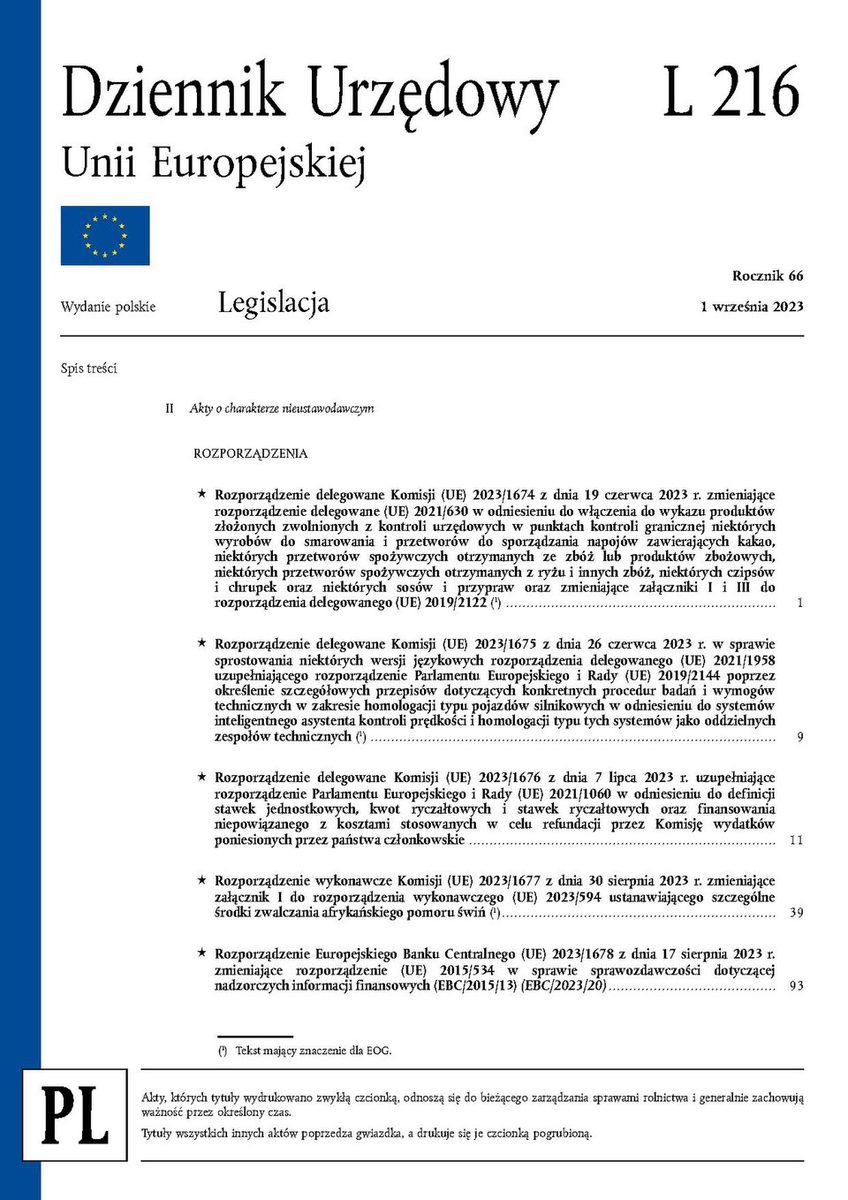 Dziennik Urzędowy L 216
Unii Europejskiej
Rocznik 66
Wydanie polskie Legislacja 1 września 2023
Spis treści
II Akty o charakterze nieustawodawczym
ROZPORZĄDZENIA
★ Rozporządzenie delegowane Komisji (UE) 2023/1674 z dnia 19 czerwca 2023 r. zmieniające
rozporządzenie delegowane (UE) 2021/630 w odniesieniu do włączenia do wykazu produktów
złożonych zwolnionych z kontroli urzędowych w punktach kontroli granicznej niektórych
wyrobów do smarowania i przetworów do sporządzania napojów zawierających kakao,
niektórych przetworów spożywczych otrzymanych ze zbóż lub produktów zbożowych,
niektórych przetworów spożywczych otrzymanych z ryżu i innych zbóż, niektórych czipsów
i chrupek oraz niektórych sosów i przypraw oraz zmieniające załączniki I i III do
rozporządzenia delegowanego (UE) 2019/2122 (¹) ........ 1
★ Rozporządzenie delegowane Komisji (UE) 2023/1675 z dnia 26 czerwca 2023 r. w sprawie
sprostowania niektórych wersji językowych rozporządzenia delegowanego (UE) 2021/1958
uzupełniającego rozporządzenie Parlamentu Europejskiego i Rady (UE) 2019/2144 poprzez
określenie szczegółowych przepisów dotyczących konkretnych procedur badań i wymogów
technicznych w zakresie homologacji typu pojazdów silnikowych w odniesieniu do systemów
inteligentnego asystenta kontroli prędkości i homologacji typu tych systemów jako oddzielnych
zespołów technicznych (¹) ........ 9
★ Rozporządzenie delegowane Komisji (UE) 2023/1676 z dnia 7 lipca 2023 r. uzupełniające
rozporządzenie Parlamentu Europejskiego i Rady (UE) 2021/1060 w odniesieniu do definicji
stawek jednostkowych, kwot ryczałtowych i stawek ryczałtowych oraz finansowania
niepowiązanego z kosztami stosowanych w celu refundacji przez Komisję wydatków
poniesionych przez państwa członkowskie ........ 11
★ Rozporządzenie wykonawcze Komisji (UE) 2023/1677 z dnia 30 sierpnia 2023 r. zmieniające
załącznik I do rozporządzenia wykonawczego (UE) 2023/594 ustanawiającego szczególne
środki zwalczania afrykańskiego pomoru świń (¹) ........ 39
★ Rozporządzenie Europejskiego Banku Centralnego (UE) 2023/1678 z dnia 17 sierpnia 2023 r.
zmieniające rozporządzenie (UE) 2015/534 w sprawie sprawozdawczości dotyczącej
nadzorczych informacji finansowych (EBC/2015/13) (EBC/2023/20) ........ 93
(¹) Tekst mający znaczenie dla EOG.
PL
Akty, których tytuły wydrukowano zwykłą czcionką, odnoszą się do bieżącego zarządzania sprawami rolnictwa i generalnie zachowują
ważność przez określony czas.
Tytuły wszystkich innych aktów poprzedza gwiazdka, a drukuje się je czcionką pogrubioną.